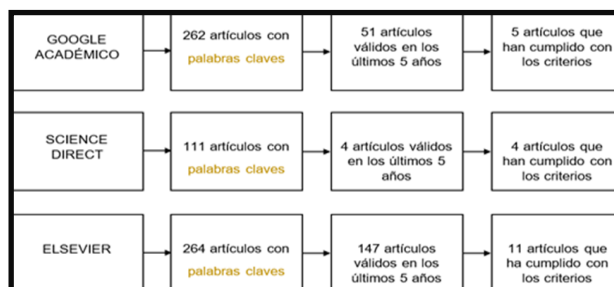 GOOGLE
ACADÉMICO
262 artículos con
palabras claves
51 artículos
válidos en los
últimos 5 años
5 artículos que
han cumplido con
los criterios
SCIENCE
DIRECT
111 artículos con
palabras claves
4 artículos válidos
en los últimos 5
años
4 artículos que
han cumplido con
los criterios
ELSEVIER
264 artículos con
palabras claves
147 artículos
válidos en los
últimos 5 años
11 artículos que
ha cumplido con
los criterios